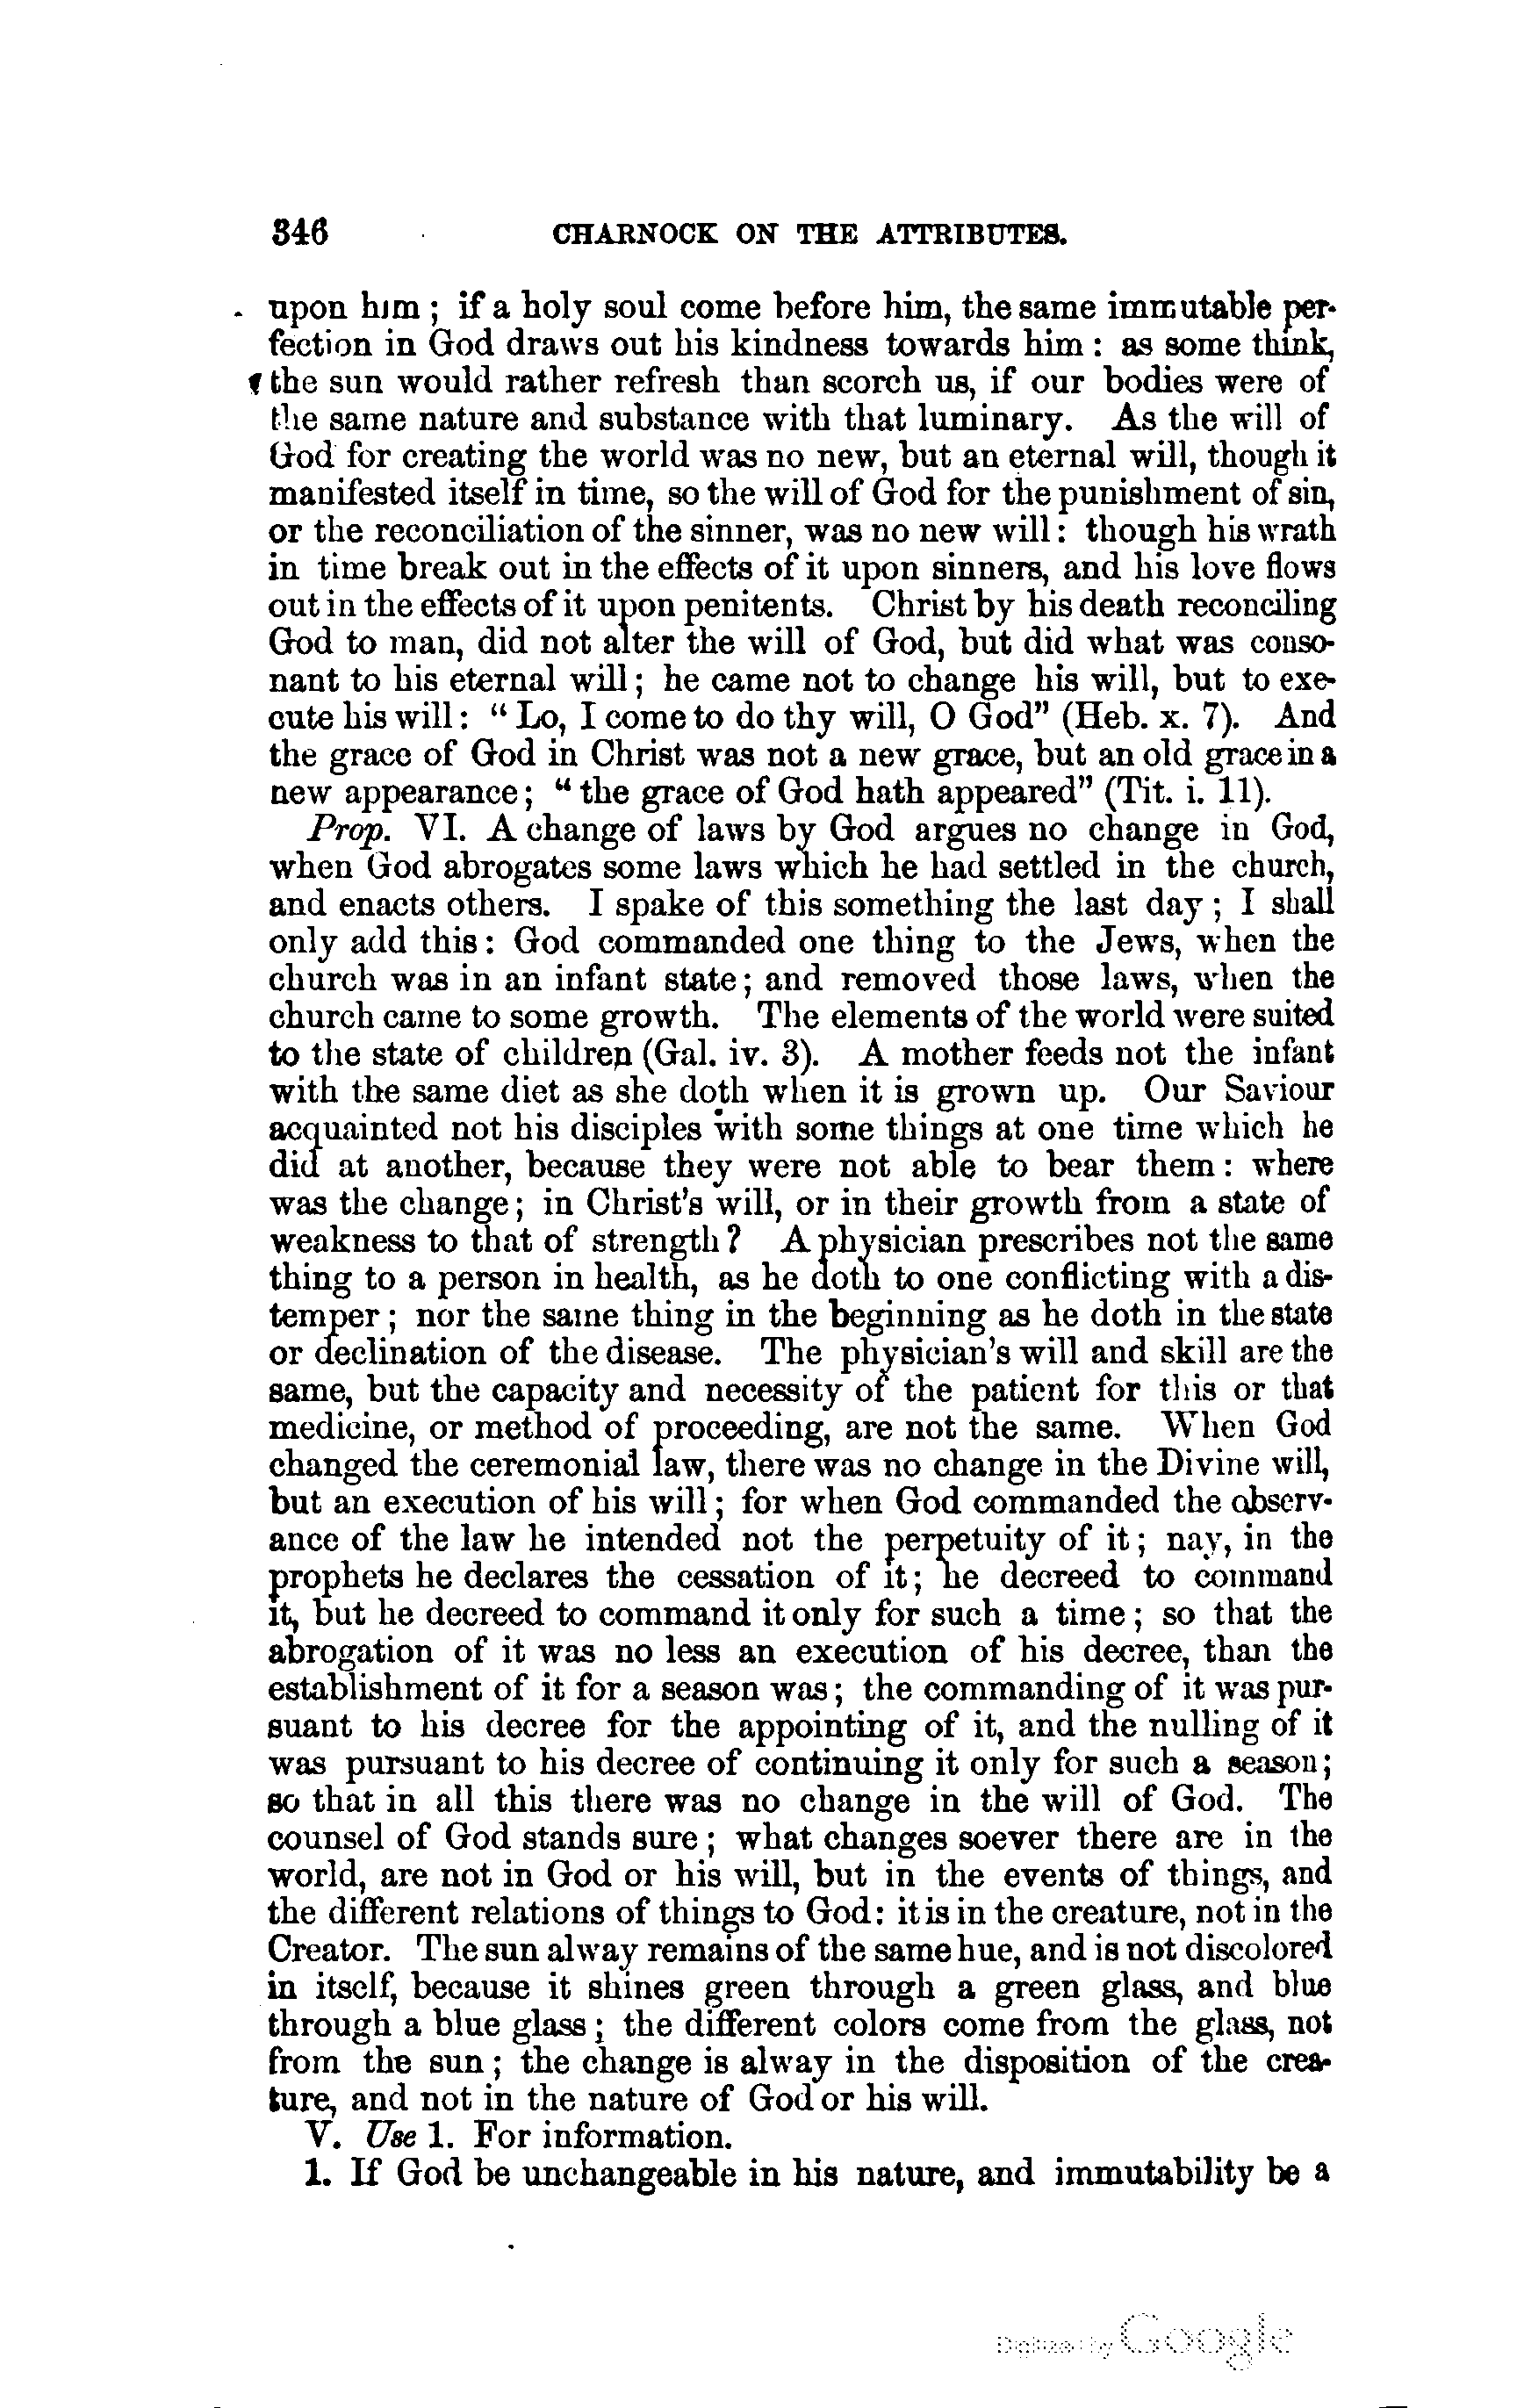 346 CHARNOCK ON THE ATTRIBUTES.
upon him; if a holy soul come before him, the same immutable per-
fection in God draws out his kindness towards him: as some think,
the sun would rather refresh than scorch us, if our bodies were of
the same nature and substance with that luminary. As the will of
God for creating the world was no new, but an eternal will, though it
manifested itself in time, so the will of God for the punishment of sin,
or the reconciliation of the sinner, was no new will: though his wrath
in time break out in the effects of it upon sinners, and his love flows
out in the effects of it upon penitents. Christ by his death reconciling
God to man, did not alter the will of God, but did what was conso-
nant to his eternal will; he came not to change his will, but to exe-
cute his will: "Lo, I come to do thy will, O God" (Heb. x. 7). And
the grace of God in Christ was not a new grace, but an old grace in a
new appearance; "the grace of God hath appeared" (Tit. i. 11).
Prop. VI. A change of laws by God argues no change in God,
when God abrogates some laws which he had settled in the church,
and enacts others. I spake of this something the last day; I shall
only add this: God commanded one thing to the Jews, when the
church was in an infant state; and removed those laws, when the
church came to some growth. The elements of the world were suited
to the state of children (Gal. iv. 3). A mother feeds not the infant
with the same diet as she doth when it is grown up. Our Saviour
acquainted not his disciples with some things at one time which he
did at another, because they were not able to bear them: where
was the change; in Christ's will, or in their growth from a state of
weakness to that of strength? A physician prescribes not the same
thing to a person in health, as he doth to one conflicting with a dis-
temper; nor the same thing in the beginning as he doth in the state
or declination of the disease. The physician's will and skill are the
same, but the capacity and necessity of the patient for this or that
medicine, or method of proceeding, are not the same. When God
changed the ceremonial law, there was no change in the Divine will,
but an execution of his will; for when God commanded the observ-
ance of the law he intended not the perpetuity of it; nay, in the
prophets he declares the cessation of it; he decreed to command
it, but he decreed to command it only for such a time; so that the
abrogation of it was no less an execution of his decree, than the
establishment of it for a season was; the commanding of it was pur-
suant to his decree for the appointing of it, and the nulling of it
was pursuant to his decree of continuing it only for such a season;
so that in all this there was no change in the will of God. The
counsel of God stands sure; what changes soever there are in the
world, are not in God or his will, but in the events of things, and
the different relations of things to God: it is in the creature, not in the
Creator. The sun alway remains of the same hue, and is not discolored
in itself, because it shines green through a green glass, and blue
through a blue glass; the different colors come from the glass, not
from the sun; the change is alway in the disposition of the crea-
ture, and not in the nature of God or his will.
V. Use 1. For information.
1. If God be unchangeable in his nature, and immutability be a
Digitized by Google